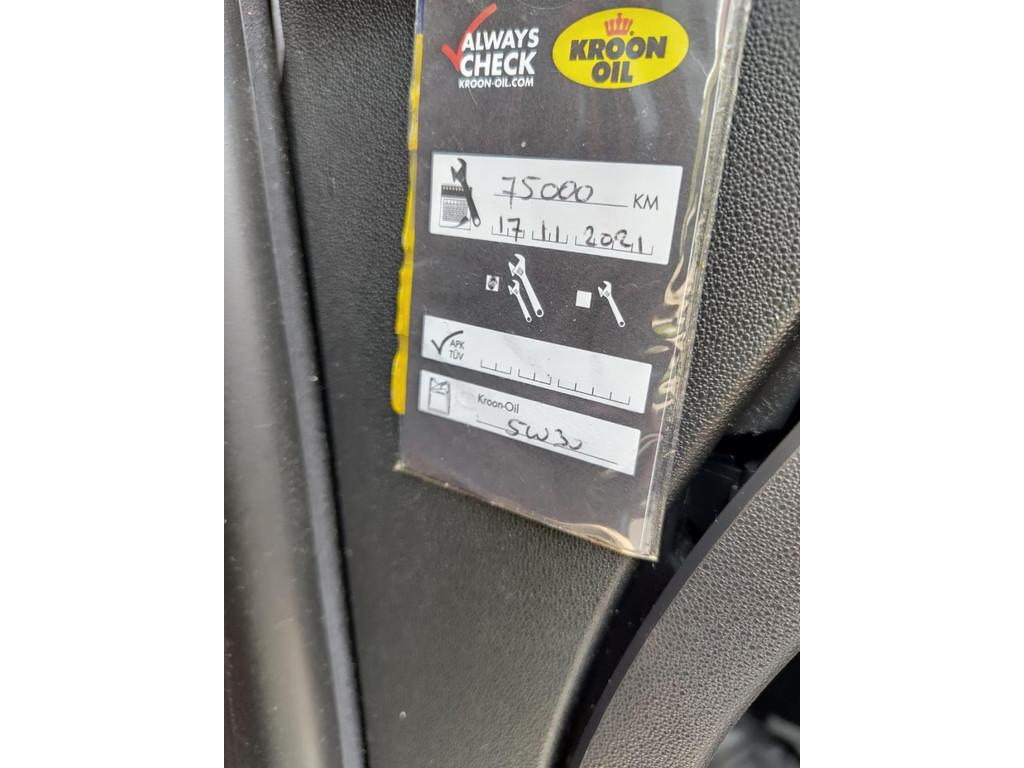 ALWAYS
CHECK
KROON-OIL.COM
KROON
OIL
75000 KM
17 11 2021
APK
TÜV
Kroon-Oil
5W30